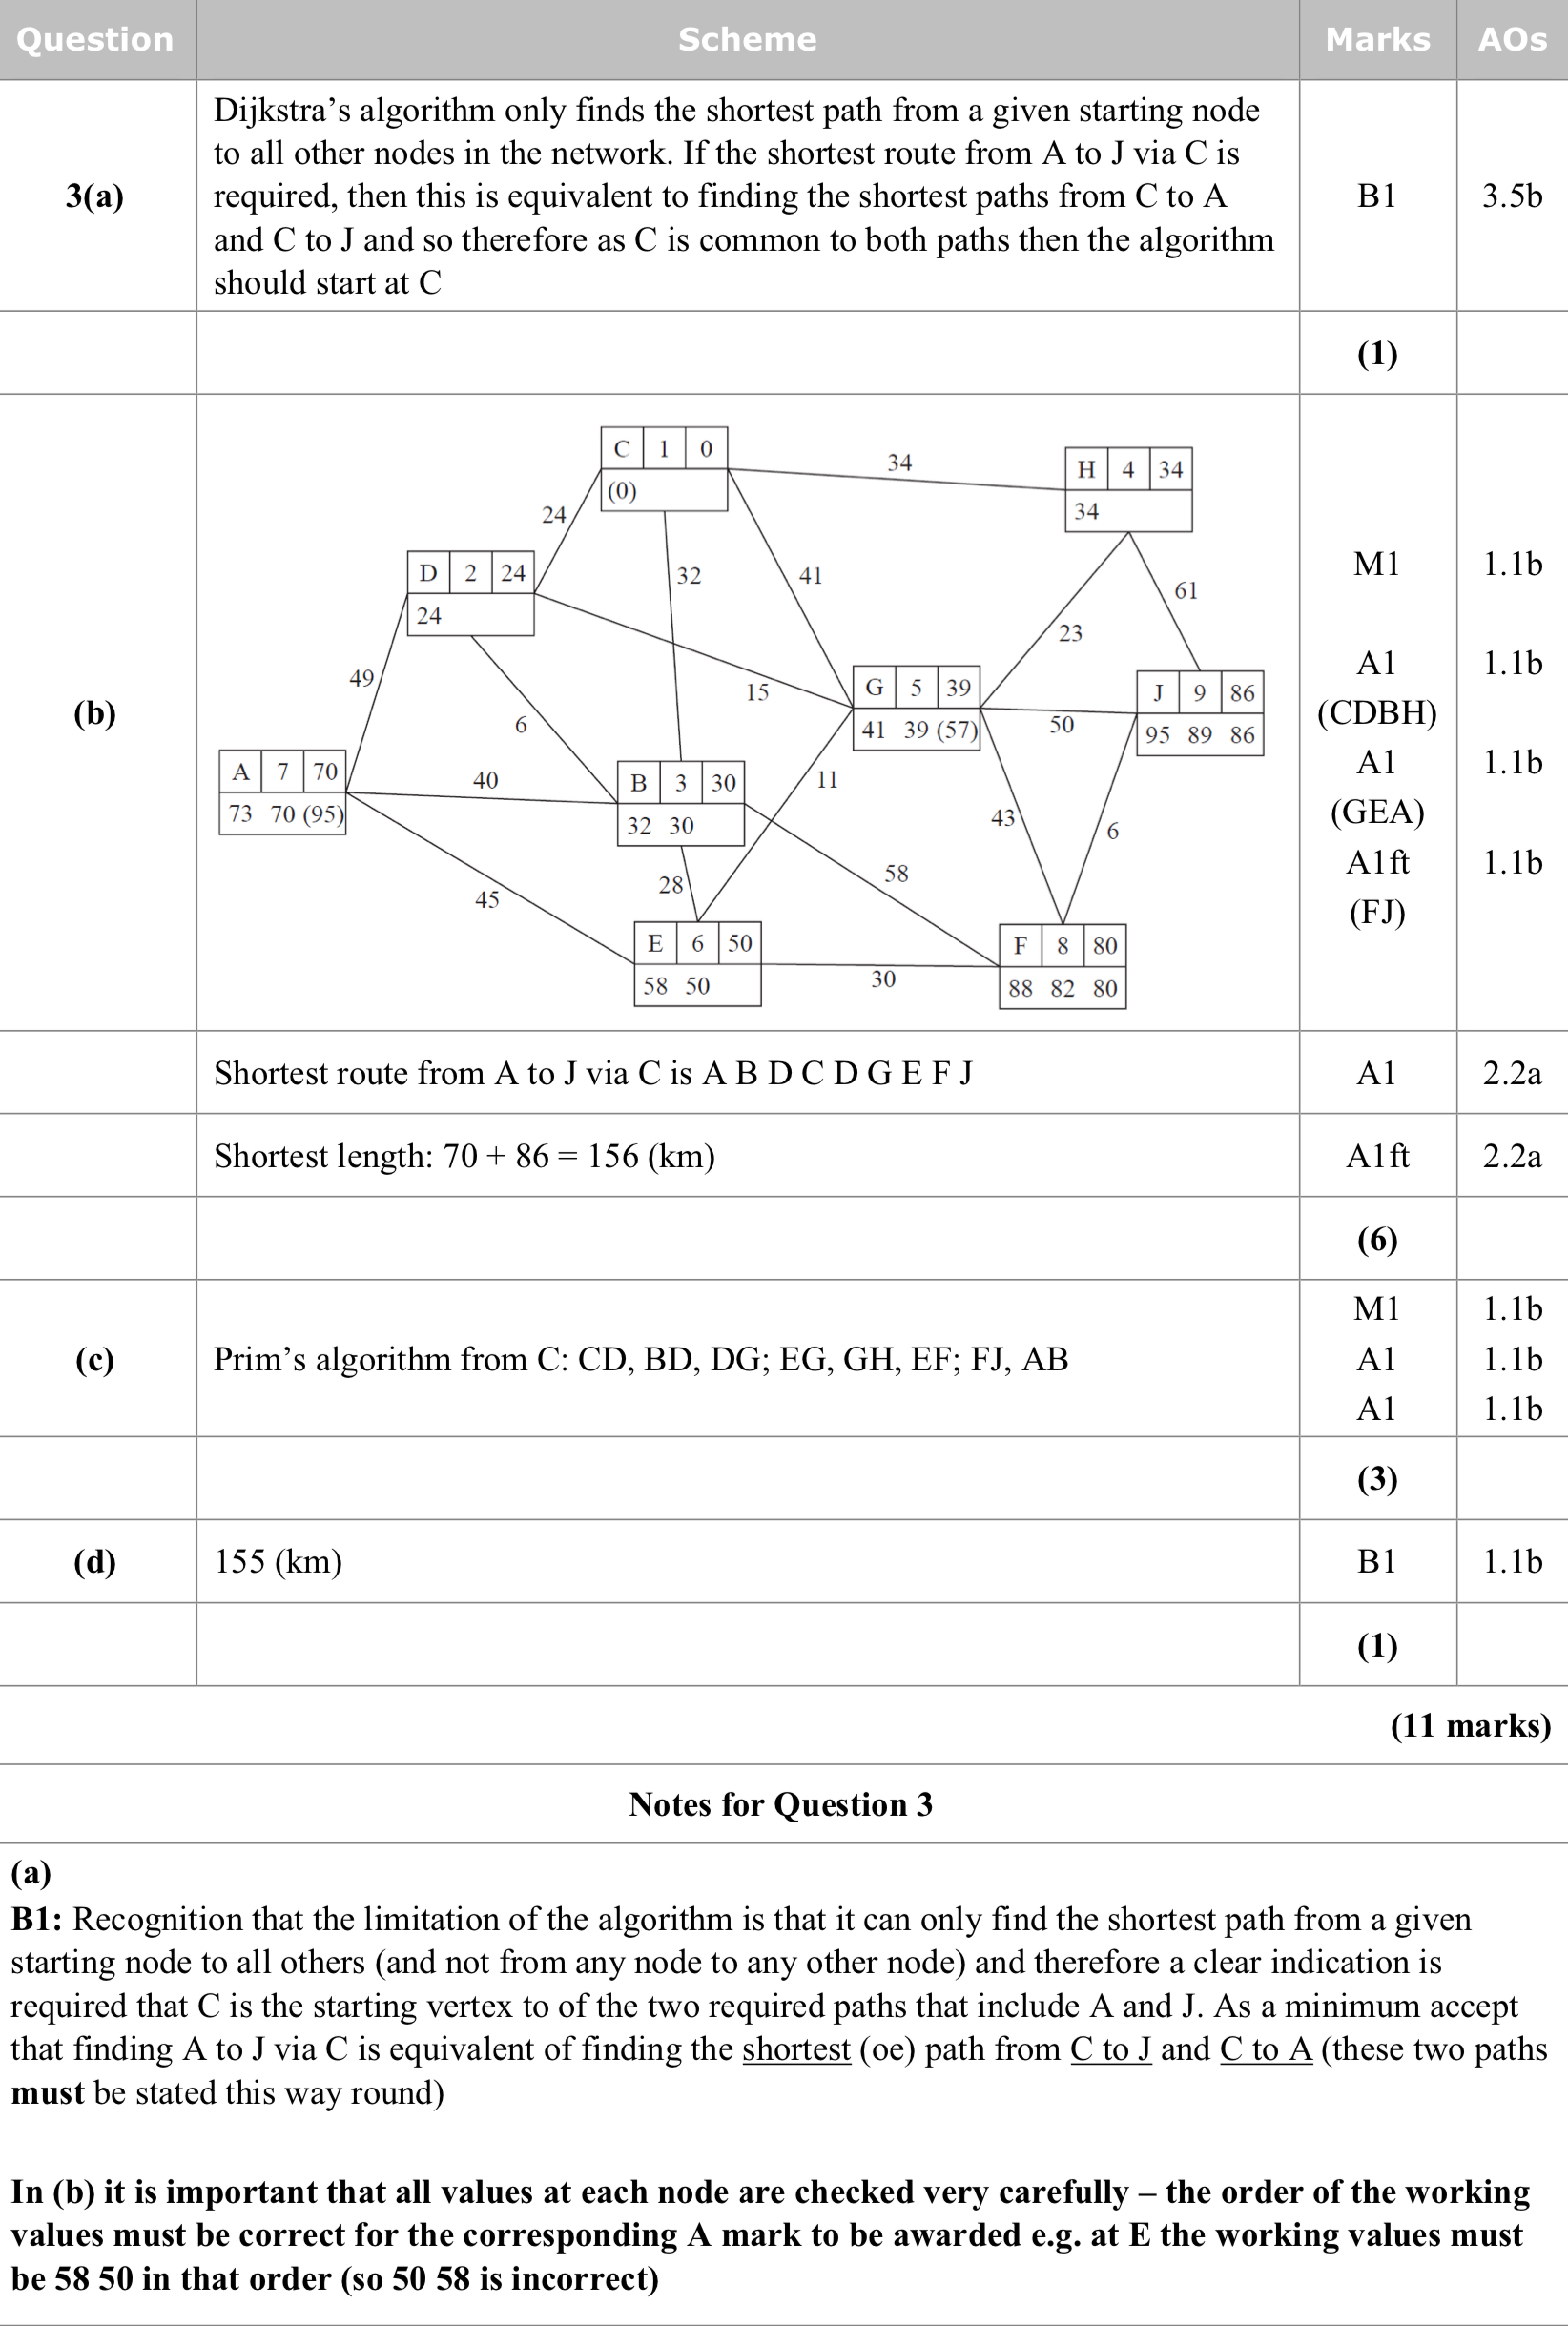 Question Scheme Marks AOs
3(a)
Dijkstra’s algorithm only finds the shortest path from a given starting node
to all other nodes in the network. If the shortest route from A to J via C is
required, then this is equivalent to finding the shortest paths from C to A
and C to J and so therefore as C is common to both paths then the algorithm
should start at C
B1 3.5b
(1)
(b)
C 1 0
(0)
34
H 4 34
34
24
D 2 24
24
32
41
61
23
49
15
G 5 39
41 39 (57)
50
J 9 86
95 89 86
6
A 7 70
73 70 (95)
40
B 3 30
32 30
11
43
6
58
28
45
E 6 50
58 50
30
F 8 80
88 82 80
M1 1.1b
A1 1.1b
(CDBH)
A1 1.1b
(GEA)
A1ft 1.1b
(FJ)
Shortest route from A to J via C is A B D C D G E F J A1 2.2a
Shortest length: 70 + 86 = 156 (km) A1ft 2.2a
(6)
(c)
Prim’s algorithm from C: CD, BD, DG; EG, GH, EF; FJ, AB
M1 1.1b
A1 1.1b
A1 1.1b
(3)
(d) 155 (km) B1 1.1b
(1)
(11 marks)
Notes for Question 3
(a)
B1: Recognition that the limitation of the algorithm is that it can only find the shortest path from a given
starting node to all others (and not from any node to any other node) and therefore a clear indication is
required that C is the starting vertex to of the two required paths that include A and J. As a minimum accept
that finding A to J via C is equivalent of finding the shortest (oe) path from C to J and C to A (these two paths
must be stated this way round)
In (b) it is important that all values at each node are checked very carefully – the order of the working
values must be correct for the corresponding A mark to be awarded e.g. at E the working values must
be 58 50 in that order (so 50 58 is incorrect)